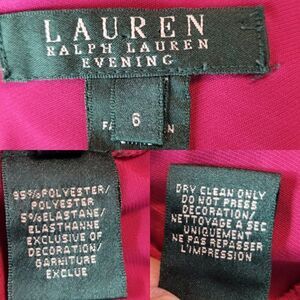 LAUREN
RALPH LAUREN
EVENING
6
95% POLYESTER/
POLYESTER
5% ELASTANE/
ELASTHANNE
EXCLUSIVE OF
DECORATION/
GARNITURE
EXCLUE
DRY CLEAN ONLY
DO NOT PRESS
DECORATION/
NETTOYAGE A SEC
UNIQUEMENT
NE PAS REPASSER
L'IMPRESSION